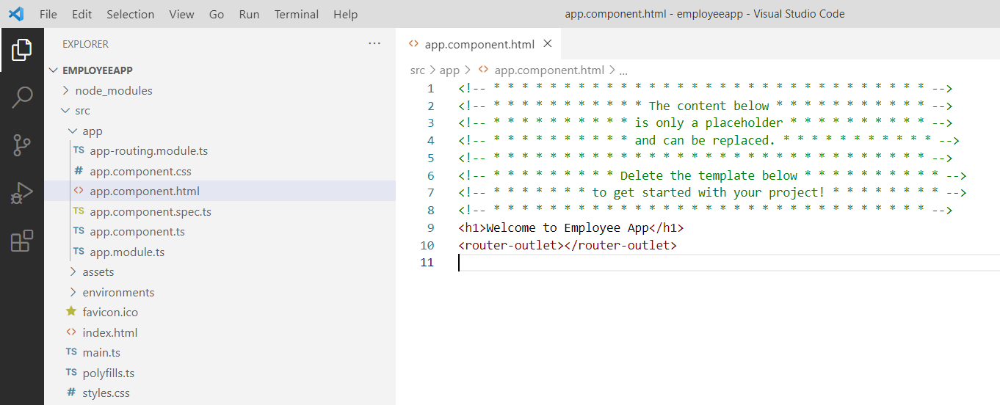 File Edit Selection View Go Run Terminal Help app.component.html - employeeapp - Visual Studio Code
EXPLORER ...
EMPLOYEEAPP
node_modules
src
app
TS app-routing.module.ts
# app.component.css
<> app.component.html
TS app.component.spec.ts
TS app.component.ts
TS app.module.ts
assets
environments
favicon.ico
<> index.html
TS main.ts
TS polyfills.ts
# styles.css
<> app.component.html ×
src > app > <> app.component.html > ...
1 <!-- * * * * * * * * * * * * * * * * * * * * * * * * * * * * * * * -->
2 <!-- * * * * * * * * * * * The content below * * * * * * * * * * * -->
3 <!-- * * * * * * * * * * is only a placeholder * * * * * * * * * * -->
4 <!-- * * * * * * * * * * and can be replaced. * * * * * * * * * * * -->
5 <!-- * * * * * * * * * * * * * * * * * * * * * * * * * * * * * * * -->
6 <!-- * * * * * * * * * Delete the template below * * * * * * * * * * -->
7 <!-- * * * * * * * to get started with your project! * * * * * * * * -->
8 <!-- * * * * * * * * * * * * * * * * * * * * * * * * * * * * * * * -->
9 <h1>Welcome to Employee App</h1>
10 <router-outlet></router-outlet>
11